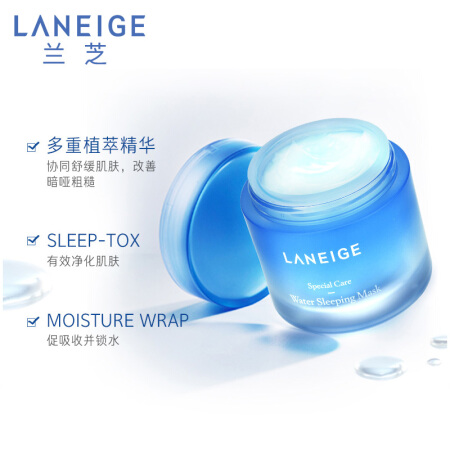 LANEIGE
兰芝
多重植萃精华
协同舒缓肌肤，改善
暗哑粗糙
SLEEP-TOX
有效净化肌肤
MOISTURE WRAP
促吸收并锁水
LANEIGE
Special Care
Water Sleeping Mask